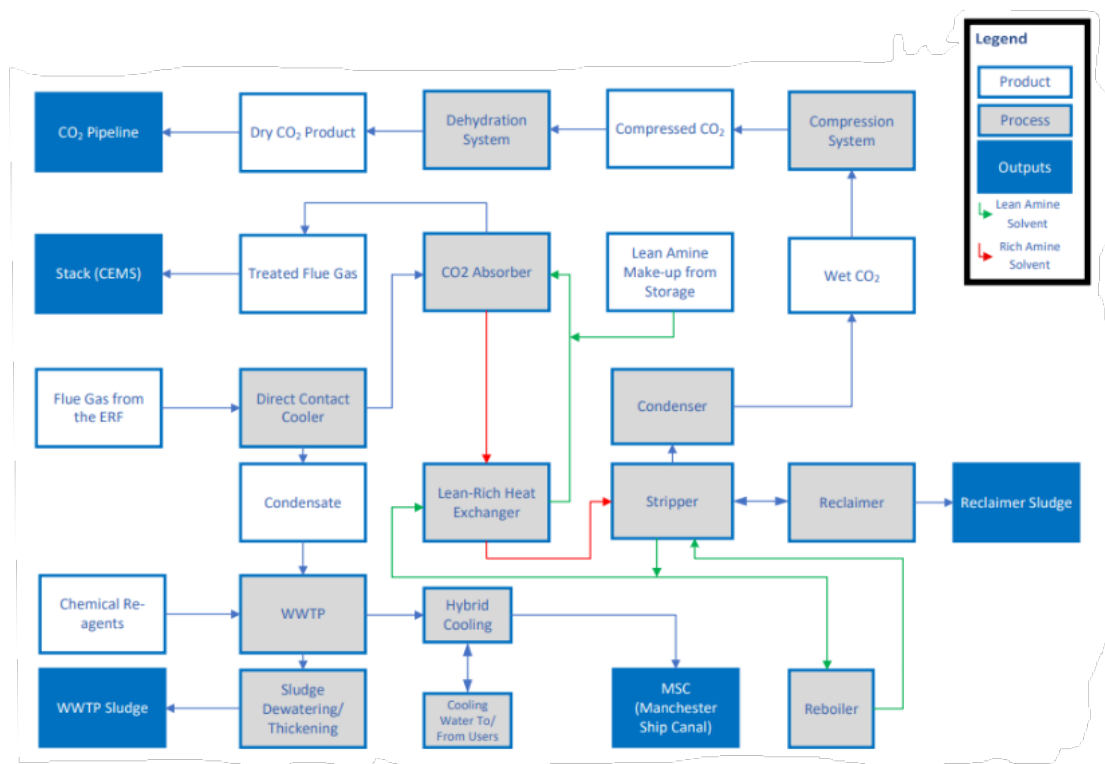 Legend
Product
Process
Outputs
Lean Amine
Solvent
Rich Amine
Solvent
CO₂ Pipeline
Dry CO₂ Product
Dehydration
System
Compressed CO₂
Compression
System
Stack (CEMS)
Treated Flue Gas
CO2 Absorber
Lean Amine
Make-up from
Storage
Wet CO₂
Flue Gas from
the ERF
Direct Contact
Cooler
Condenser
Condensate
Lean-Rich Heat
Exchanger
Stripper
Reclaimer
Reclaimer Sludge
Chemical Re-
agents
WWTP
Hybrid
Cooling
WWTP Sludge
Sludge
Dewatering/
Thickening
Cooling
Water To/
From Users
MSC
(Manchester
Ship Canal)
Reboiler